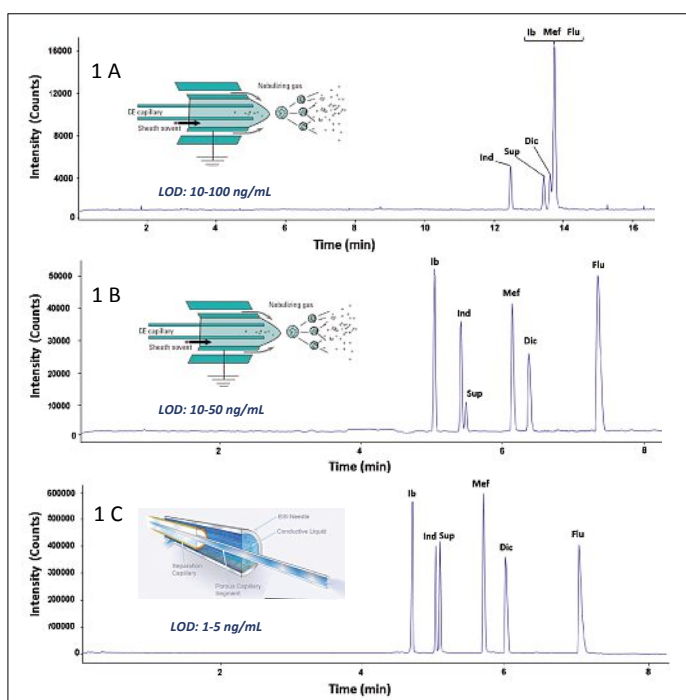 1 A
Ib Mef Flu
Intensity (Counts)
16000
12000
8000
4000
0
Nebulizing gas
CE capillary
Sheath sovent
LOD: 10-100 ng/mL
Ind
Sup
Dic
2 4 6 8 10 12 14 16
Time (min)
1 B
Ib
Intensity (Counts)
50000
40000
30000
20000
10000
0
Nebulizing gas
CE capillary
Sheath sovent
LOD: 10-50 ng/mL
Ind
Sup
Mef
Dic
Flu
2 4 6 8
Time (min)
1 C
Intensity (Counts)
600000
500000
400000
300000
200000
r00000
0
ESI Needle
Conductive Liquid
Separation
Capillary
Porous Capillary
Segment
LOD: 1-5 ng/mL
Ib
Ind Sup
Mef
Dic
Flu
2 4 6 8
Time (min)